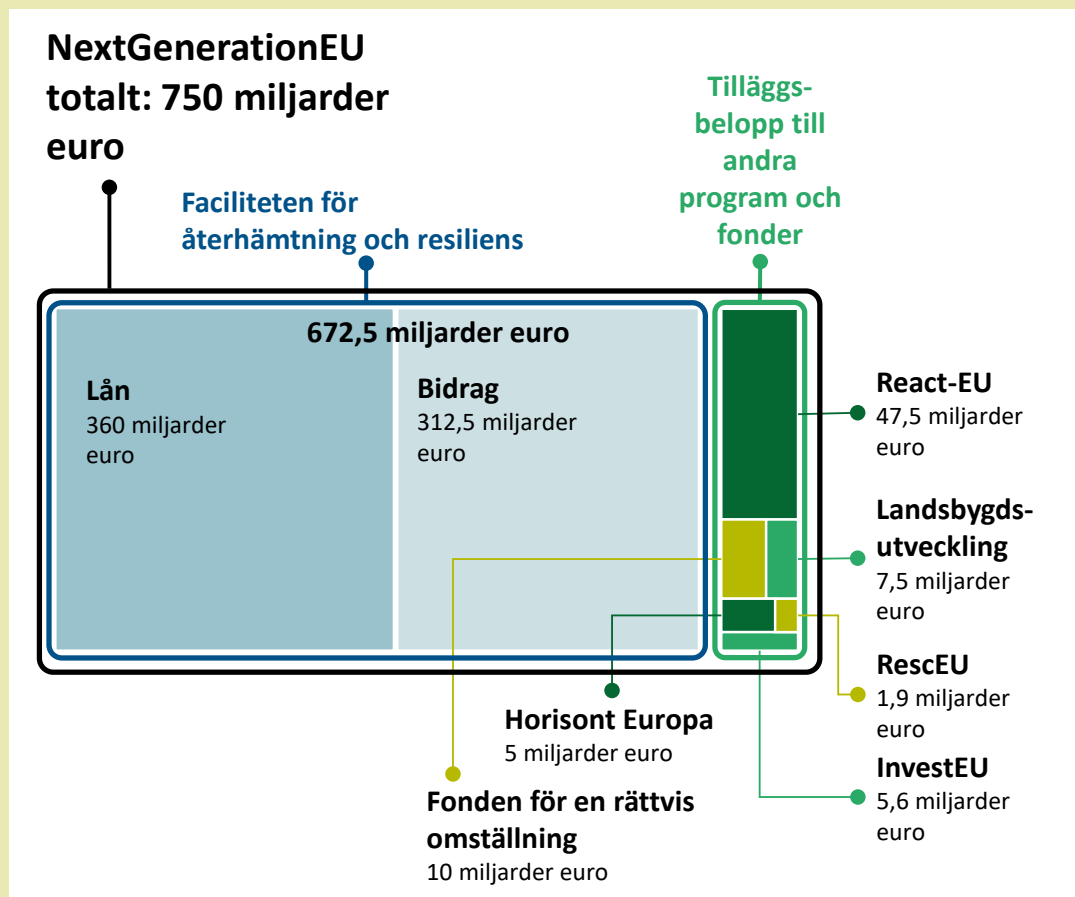 NextGenerationEU
totalt: 750 miljarder
euro
Tilläggs-
belopp till
andra
program och
fonder
Faciliteten för
återhämtning och resiliens
672,5 miljarder euro
Lån
360 miljarder
euro
Bidrag
312,5 miljarder
euro
React-EU
47,5 miljarder
euro
Landsbygds-
utveckling
7,5 miljarder
euro
RescEU
1,9 miljarder
euro
InvestEU
5,6 miljarder
euro
Horisont Europa
5 miljarder euro
Fonden för en rättvis
omställning
10 miljarder euro